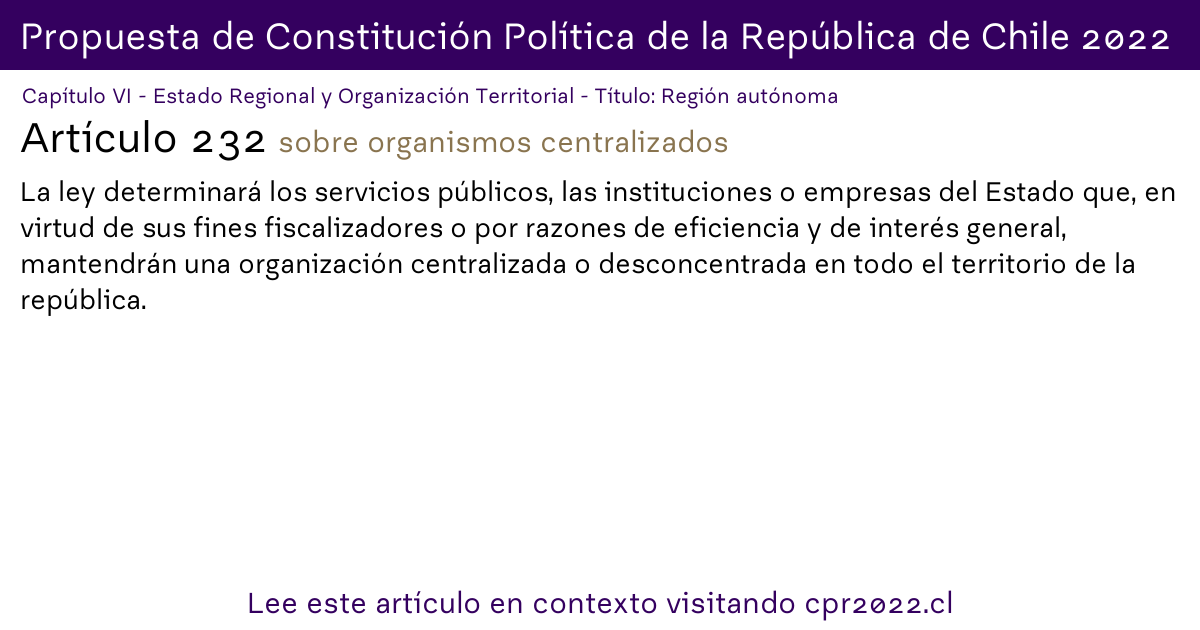 Propuesta de Constitución Política de la República de Chile 2022
Capítulo VI - Estado Regional y Organización Territorial - Título: Región autónoma
Artículo 232 sobre organismos centralizados
La ley determinará los servicios públicos, las instituciones o empresas del Estado que, en
virtud de sus fines fiscalizadores o por razones de eficiencia y de interés general,
mantendrán una organización centralizada o desconcentrada en todo el territorio de la
república.
Lee este artículo en contexto visitando cpr2022.cl